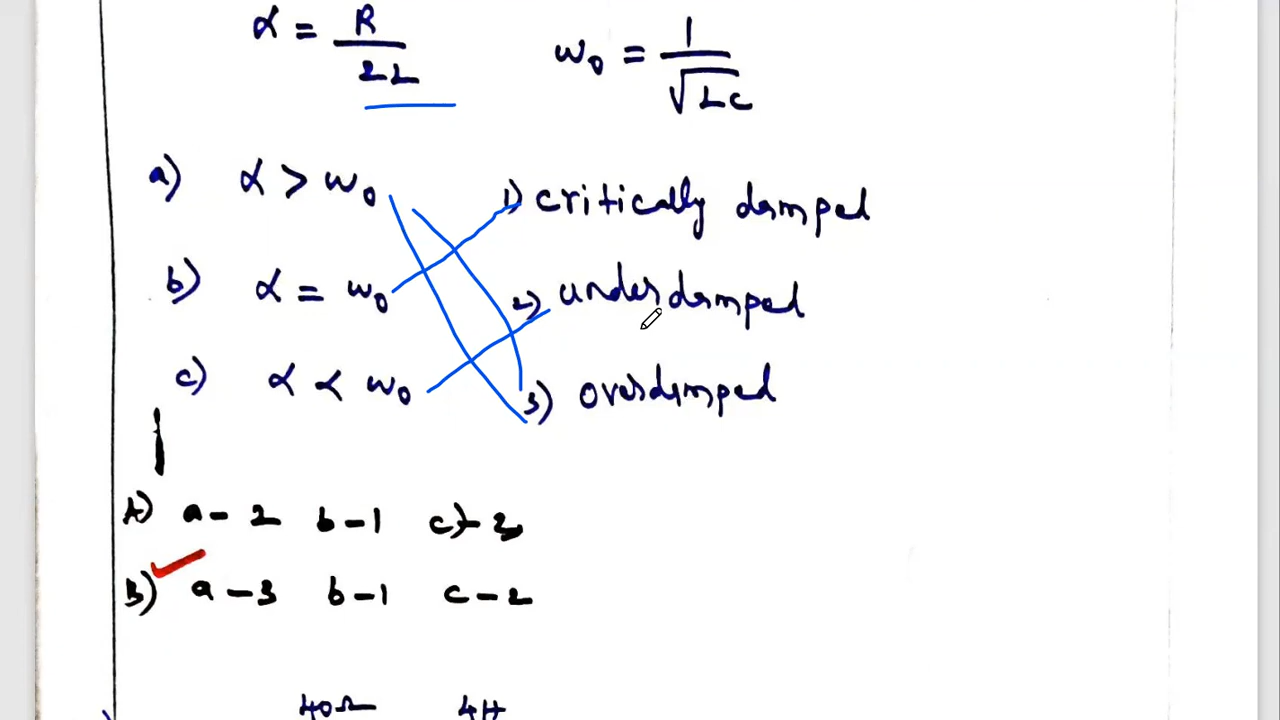 α = R / 2L    ω₀ = 1 / √LC
a) α > ω₀    1) critically damped
b) α = ω₀    2) underdamped
c) α < ω₀    3) overdamped
A) a – 2   b – 1   c) – 3
B) a – 3   b – 1   c – 2
40Ω    4H